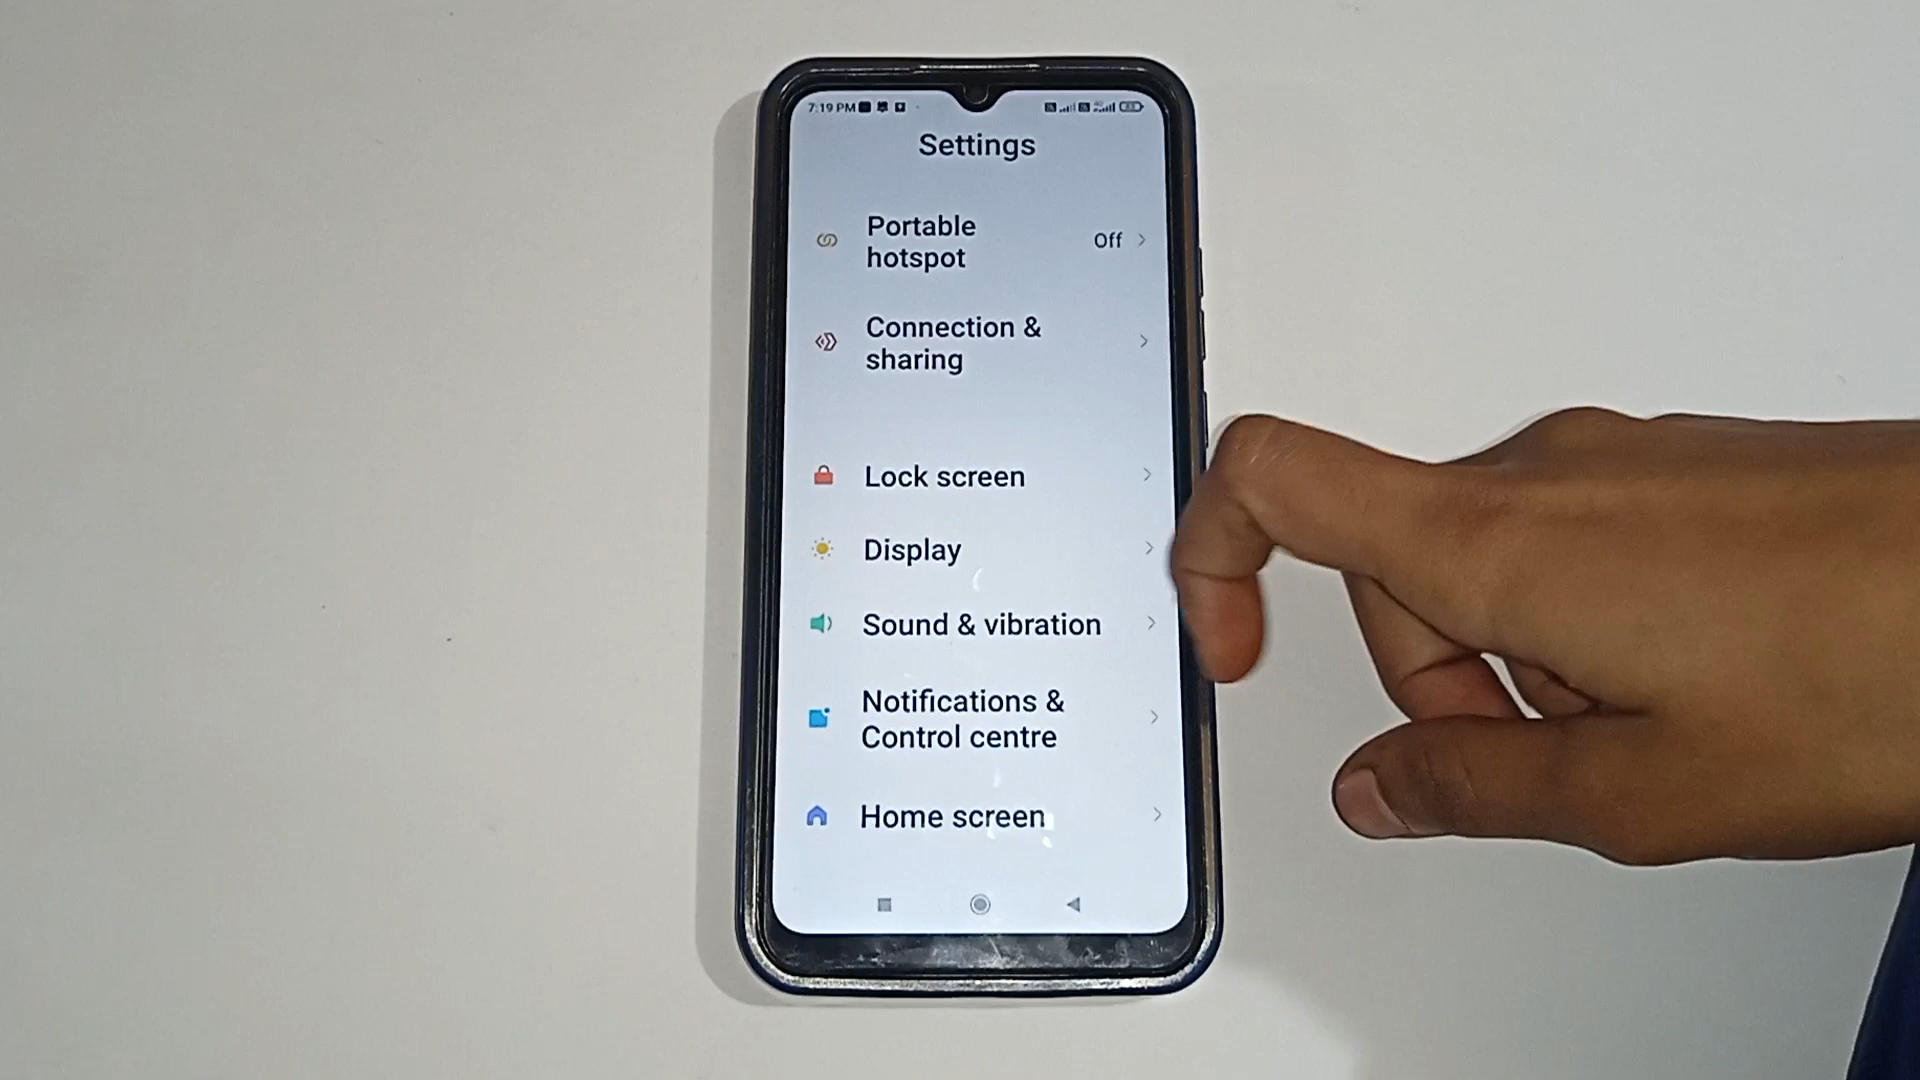 7:19 PM
Settings
Portable
hotspot
Off
Connection &
sharing
Lock screen
Display
Sound & vibration
Notifications &
Control centre
Home screen